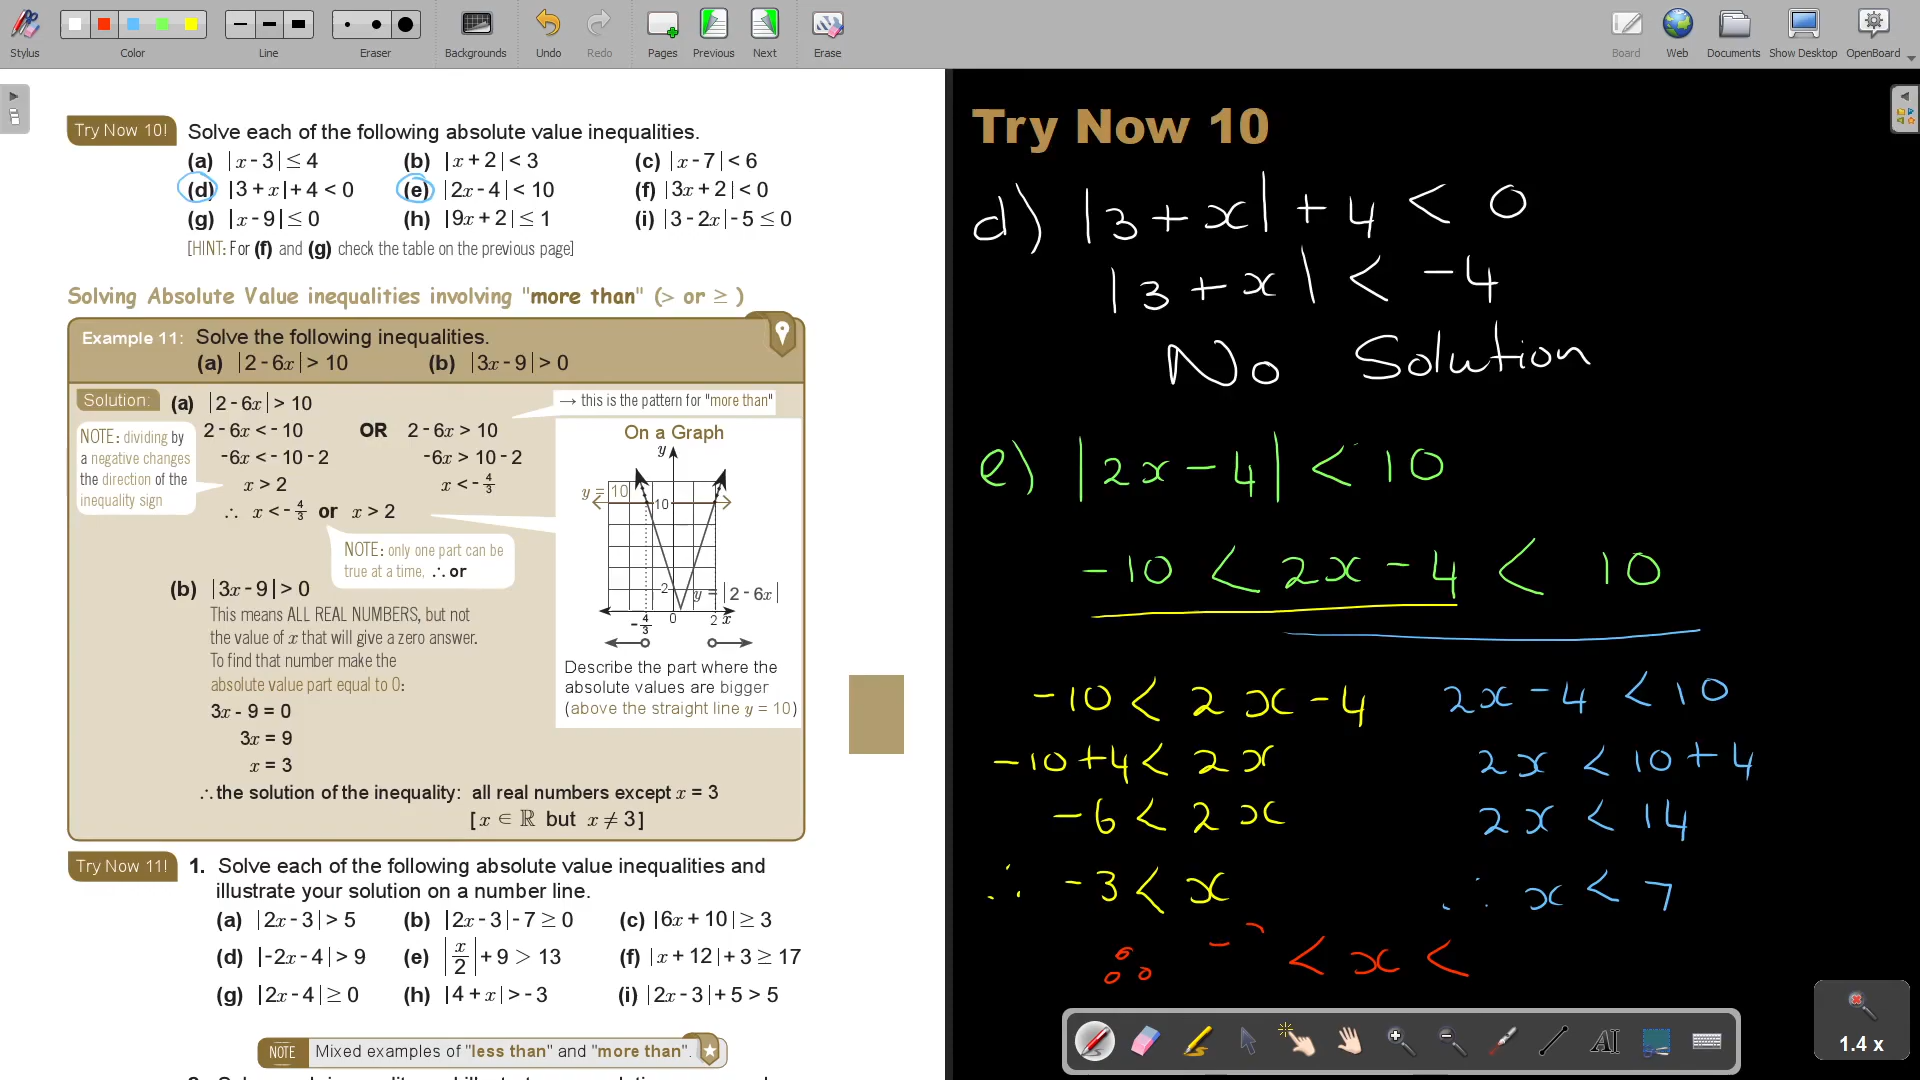 Stylus Color Line Eraser Backgrounds Undo Redo Pages Previous Next Erase Board Web Documents Show Desktop OpenBoard
Try Now 10! Solve each of the following absolute value inequalities.
(a) |x - 3| ≤ 4 (b) |x + 2| < 3 (c) |x - 7| < 6
(d) |3 + x| + 4 < 0 (e) |2x - 4| < 10 (f) |3x + 2| < 0
(g) |x - 9| ≤ 0 (h) |9x + 2| ≤ 1 (i) |3 - 2x| - 5 ≤ 0
[HINT: For (f) and (g) check the table on the previous page]
Solving Absolute Value inequalities involving "more than" (> or ≥ )
Example 11: Solve the following inequalities.
(a) |2 - 6x| > 10 (b) |3x - 9| > 0
Solution: (a) |2 - 6x| > 10
→ this is the pattern for "more than"
2 - 6x < - 10 OR 2 - 6x > 10
-6x < - 10 - 2 -6x > 10 - 2
x > 2 x < - 4/3
∴ x < - 4/3 or x > 2
NOTE: dividing by
a negative changes
the direction of the
inequality sign
NOTE: only one part can be
true at a time, ∴ or
On a Graph
y
y = 10
10
2
y = |2 - 6x|
- 4/3 0 2 x
Describe the part where the
absolute values are bigger
(above the straight line y = 10)
(b) |3x - 9| > 0
This means ALL REAL NUMBERS, but not
the value of x that will give a zero answer.
To find that number make the
absolute value part equal to 0:
3x - 9 = 0
3x = 9
x = 3
∴ the solution of the inequality: all real numbers except x = 3
[ x ∈ ℝ but x ≠ 3 ]
Try Now 11! 1. Solve each of the following absolute value inequalities and
illustrate your solution on a number line.
(a) |2x - 3| > 5 (b) |2x - 3| - 7 ≥ 0 (c) |6x + 10| ≥ 3
(d) |-2x - 4| > 9 (e) |x/2| + 9 > 13 (f) |x + 12| + 3 ≥ 17
(g) |2x - 4| ≥ 0 (h) |4 + x| > - 3 (i) |2x - 3| + 5 > 5
NOTE Mixed examples of "less than" and "more than".
Try Now 10
d) |3 + x| + 4 < 0
|3 + x| < -4
No Solution
e) |2x - 4| < 10
-10 < 2x - 4 < 10
-10 < 2x - 4 2x - 4 < 10
-10 + 4 < 2x 2x < 10 + 4
-6 < 2x 2x < 14
∴ -3 < x ∴ x < 7
∴ - < x <
1.4 x